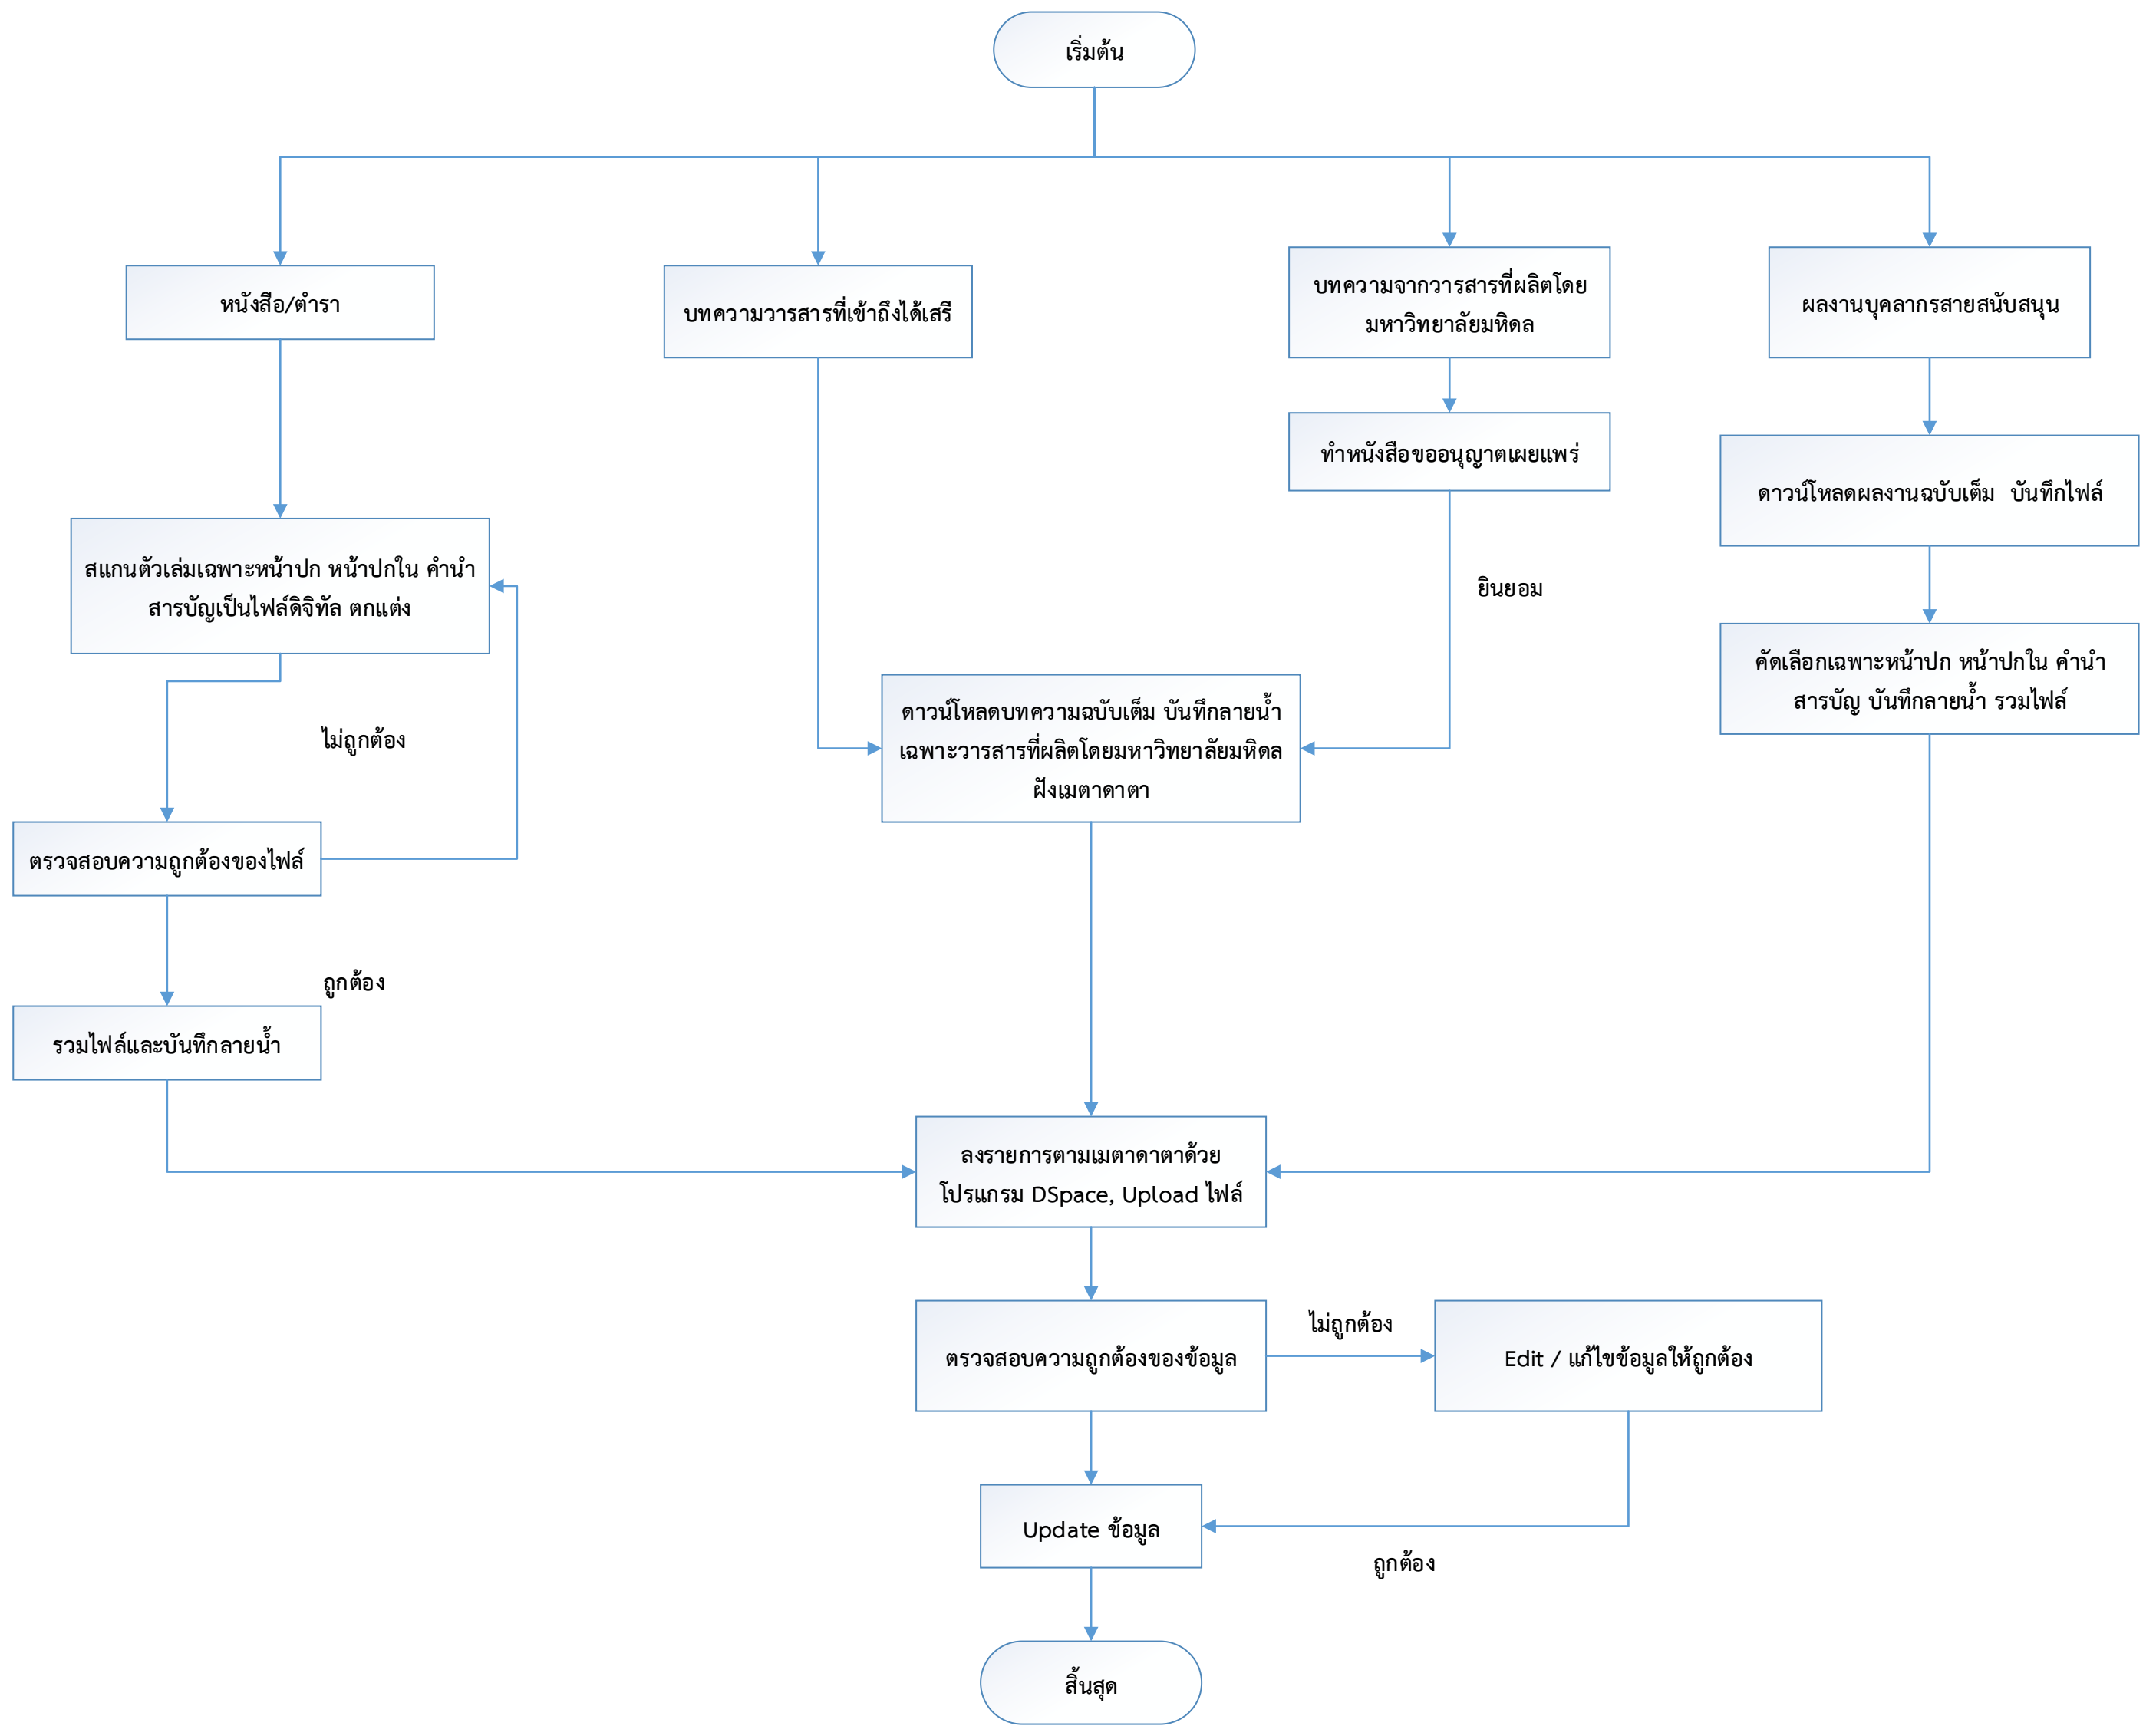 เริ่มต้น
หนังสือ/ตำรา
บทความวารสารที่เข้าถึงได้เสรี
บทความจากวารสารที่ผลิตโดย
มหาวิทยาลัยมหิดล
ผลงานบุคลากรสายสนับสนุน
ทำหนังสือขออนุญาตเผยแพร่
ดาวน์โหลดผลงานฉบับเต็ม  บันทึกไฟล์
สแกนตัวเล่มเฉพาะหน้าปก หน้าปกใน คำนำ
สารบัญเป็นไฟล์ดิจิทัล ตกแต่ง
ยินยอม
คัดเลือกเฉพาะหน้าปก หน้าปกใน คำนำ
สารบัญ บันทึกลายน้ำ รวมไฟล์
ไม่ถูกต้อง
ดาวน์โหลดบทความฉบับเต็ม บันทึกลายน้ำ
เฉพาะวารสารที่ผลิตโดยมหาวิทยาลัยมหิดล
ฝังเมตาดาตา
ตรวจสอบความถูกต้องของไฟล์
ถูกต้อง
รวมไฟล์และบันทึกลายน้ำ
ลงรายการตามเมตาดาตาด้วย
โปรแกรม DSpace, Upload ไฟล์
ตรวจสอบความถูกต้องของข้อมูล
ไม่ถูกต้อง
Edit / แก้ไขข้อมูลให้ถูกต้อง
Update ข้อมูล
ถูกต้อง
สิ้นสุด